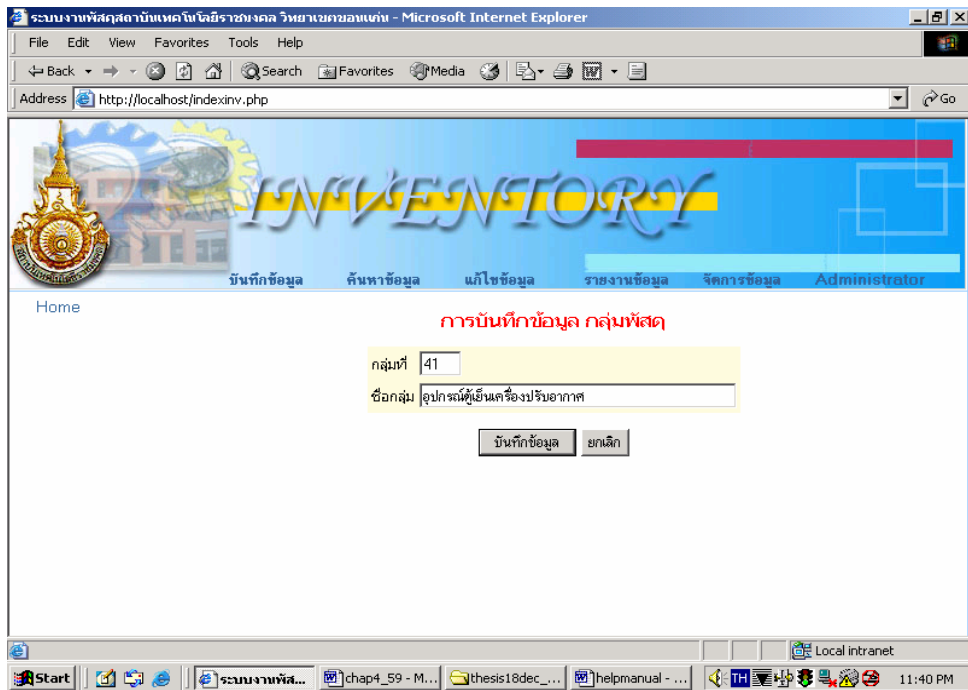 ระบบงานพัสดุสถาบันเทคโนโลยีราชมงคล วิทยาเขตขอนแก่น - Microsoft Internet Explorer
File Edit View Favorites Tools Help
Back Search Favorites Media
Address http://localhost/indexinv.php Go
INVENTORY
บันทึกข้อมูล ค้นหาข้อมูล แก้ไขข้อมูล รายงานข้อมูล จัดการข้อมูล Administrator
Home
การบันทึกข้อมูล กลุ่มพัสดุ
กลุ่มที่ 41
ชื่อกลุ่ม อุปกรณ์ตู้เย็นเครื่องปรับอากาศ
บันทึกข้อมูล ยกเลิก
Local intranet
Start ระบบงานพัส... chap4_59 - M... thesis18dec_... helpmanual - ... TH 11:40 PM